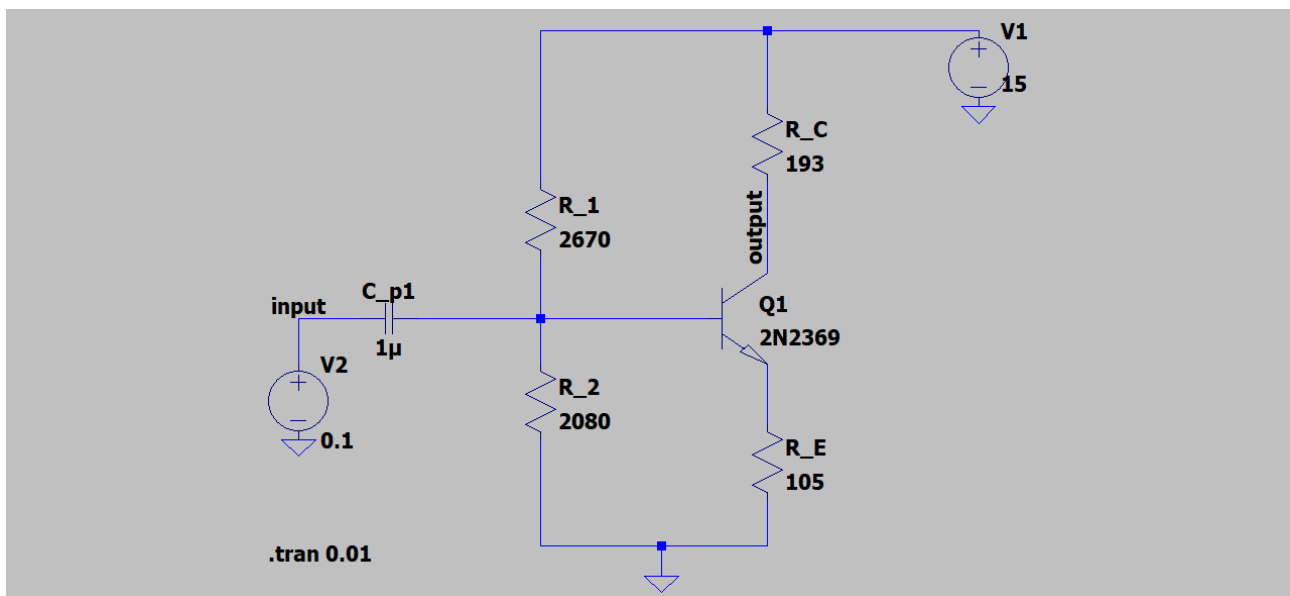 V1
15
R_C
193
output
R_1
2670
C_p1
input
1µ
Q1
2N2369
V2
0.1
R_2
2080
R_E
105
.tran 0.01